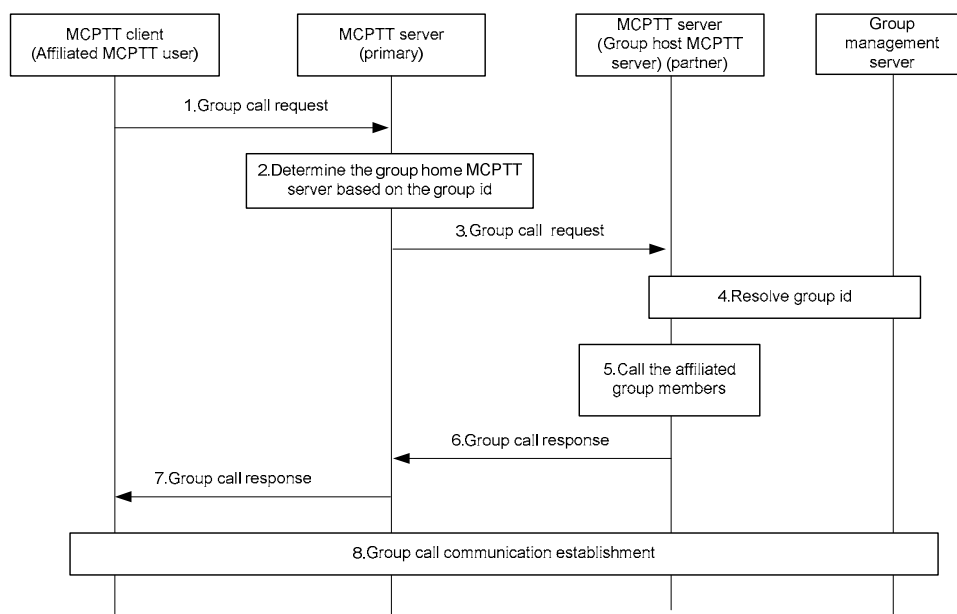 MCPTT client
(Affiliated MCPTT user)
MCPTT server
(primary)
MCPTT server
(Group host MCPTT
server) (partner)
Group
management
server
1.Group call request
2.Determine the group home MCPTT
server based on the group id
3.Group call request
4.Resolve group id
5.Call the affiliated
group members
6.Group call response
7.Group call response
8.Group call communication establishment